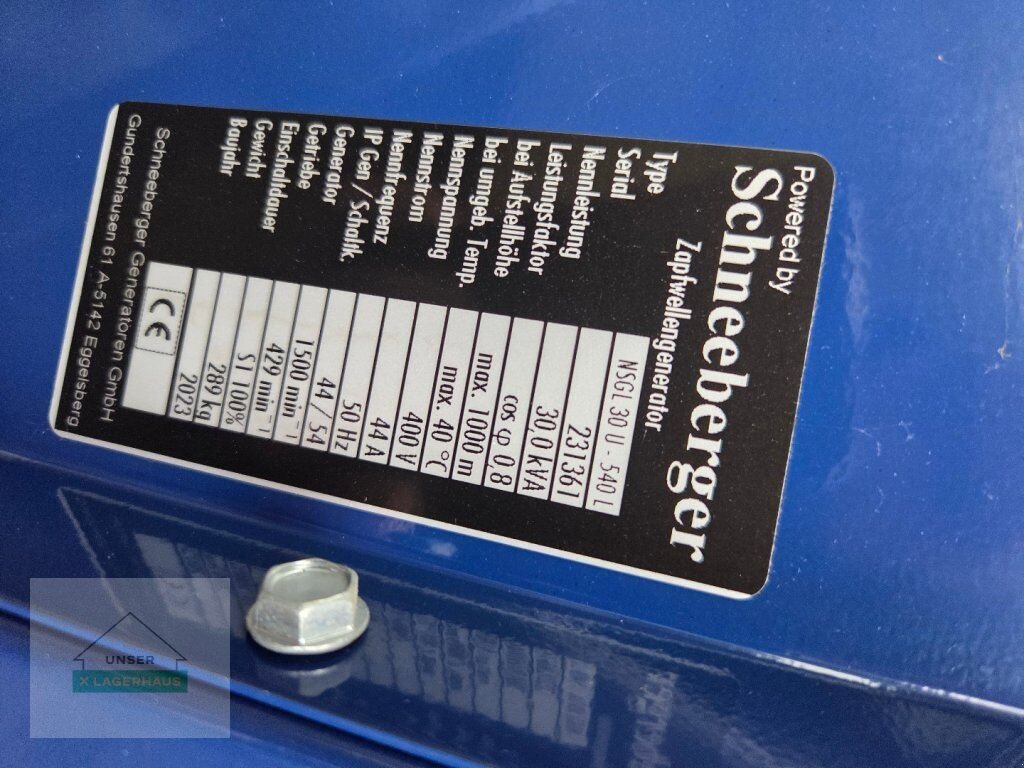 Powered by
Schneeberger
Zapfwellengenerator
Type NSGL 30 U - 540 L
Serial 231361
Nennleistung 30.0 kVA
Leistungsfaktor cos φ 0,8
bei Aufstellhöhe max. 1000 m
bei umgeb. Temp. max. 40 °C
Nennspannung 400 V
Nennstrom 44 A
Nennfrequenz 50 Hz
IP Gen / Schaltk. 44 / 54
Generator 1500 min⁻¹
Getriebe 429 min⁻¹
Einschaltdauer S1 100%
Gewicht 289 kg
Baujahr 2023
CE
Schneeberger Generatoren GmbH
Gundertshausen 61 A-5142 Eggelsberg
UNSER
X LAGERHAUS